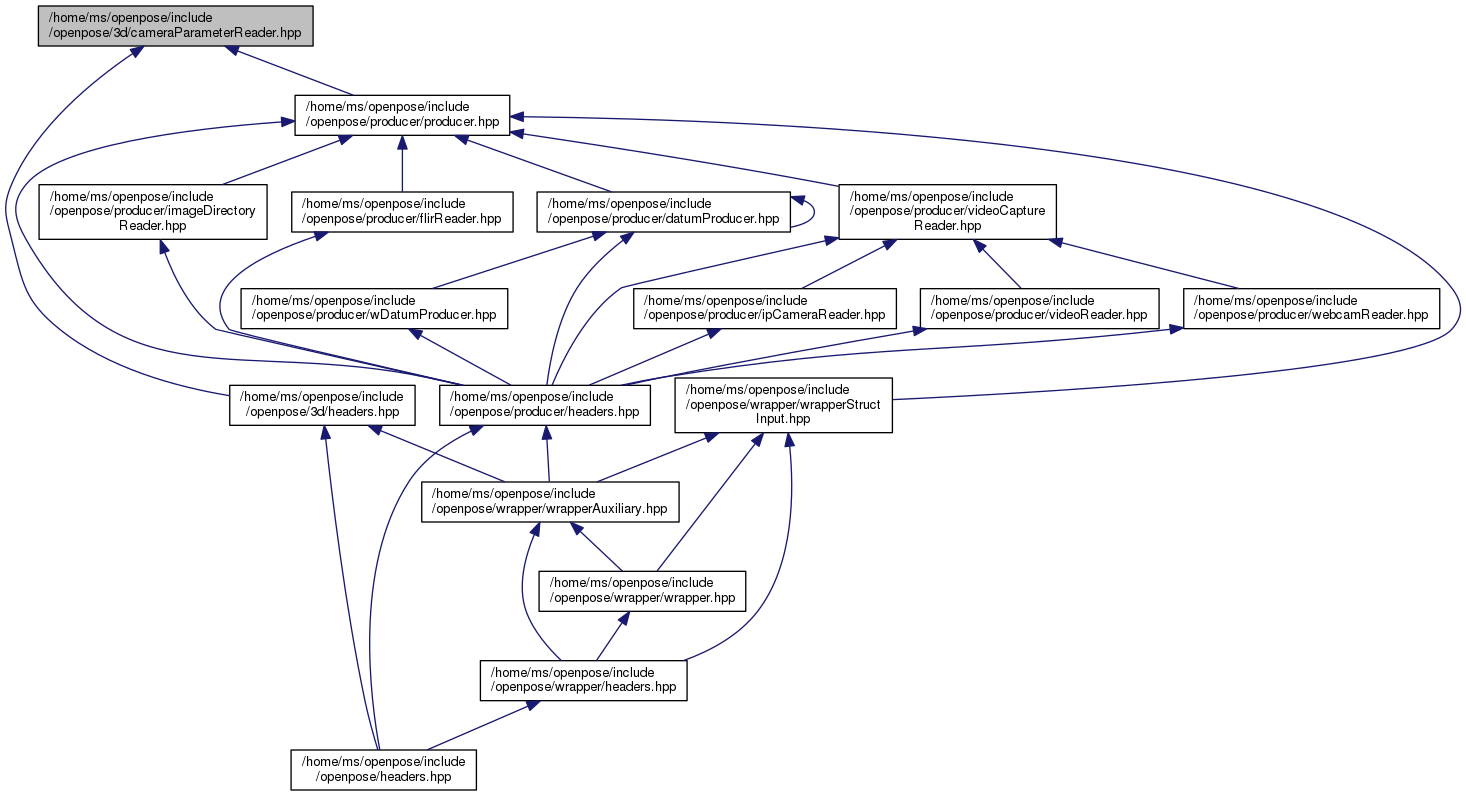 /home/ms/openpose/include
/openpose/3d/cameraParameterReader.hpp
/home/ms/openpose/include
/openpose/producer/producer.hpp
/home/ms/openpose/include
/openpose/producer/imageDirectory
Reader.hpp
/home/ms/openpose/include
/openpose/producer/flirReader.hpp
/home/ms/openpose/include
/openpose/producer/datumProducer.hpp
/home/ms/openpose/include
/openpose/producer/videoCapture
Reader.hpp
/home/ms/openpose/include
/openpose/producer/wDatumProducer.hpp
/home/ms/openpose/include
/openpose/producer/ipCameraReader.hpp
/home/ms/openpose/include
/openpose/producer/videoReader.hpp
/home/ms/openpose/include
/openpose/producer/webcamReader.hpp
/home/ms/openpose/include
/openpose/3d/headers.hpp
/home/ms/openpose/include
/openpose/producer/headers.hpp
/home/ms/openpose/include
/openpose/wrapper/wrapperStruct
Input.hpp
/home/ms/openpose/include
/openpose/wrapper/wrapperAuxiliary.hpp
/home/ms/openpose/include
/openpose/wrapper/wrapper.hpp
/home/ms/openpose/include
/openpose/wrapper/headers.hpp
/home/ms/openpose/include
/openpose/headers.hpp